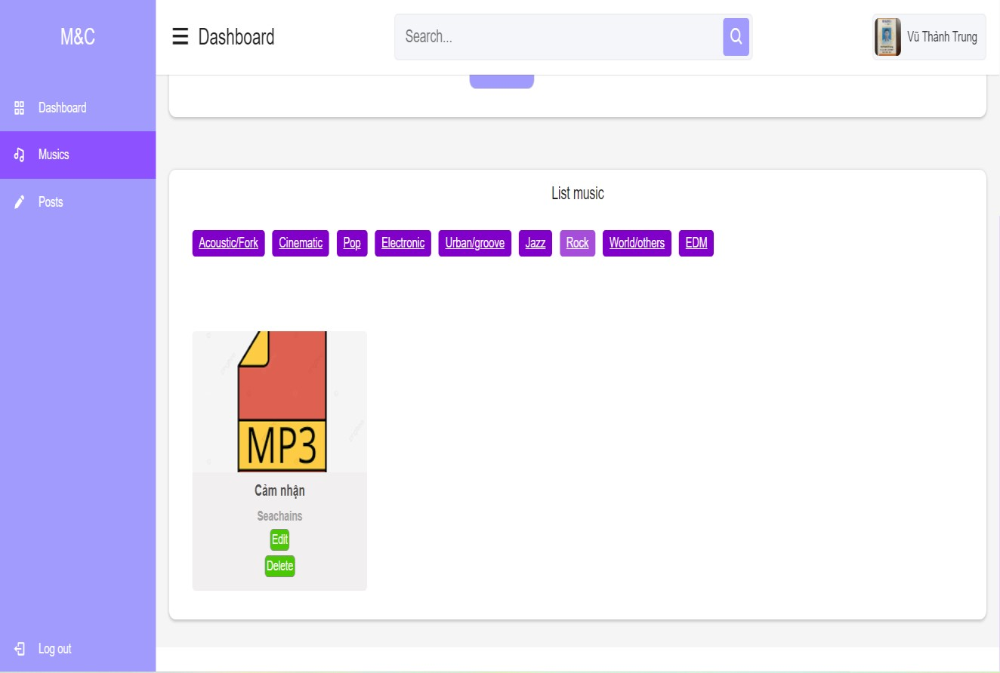 M&C
Dashboard
Search...
Vũ Thành Trung
Dashboard
Musics
Posts
List music
Acoustic/Fork Cinematic Pop Electronic Urban/groove Jazz Rock World/others EDM
MP3
Cảm nhận
Seachains
Edit
Delete
Log out